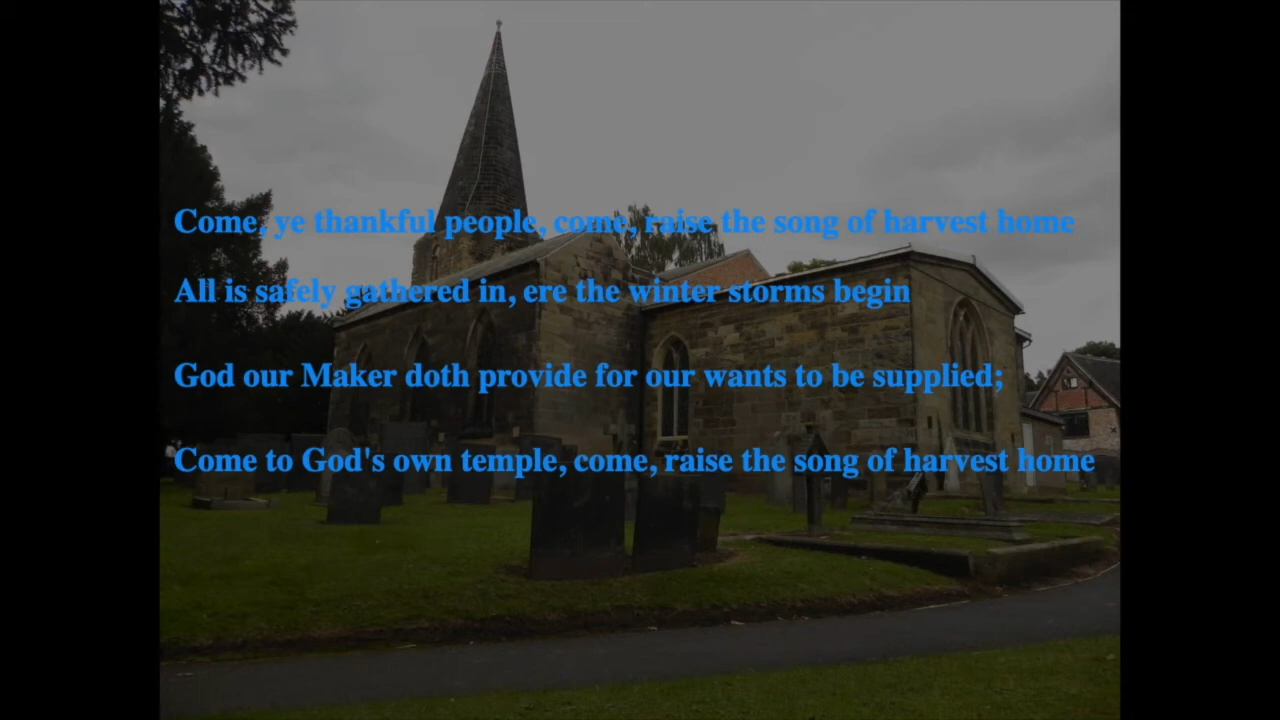 Come, ye thankful people, come, raise the song of harvest home
All is safely gathered in, ere the winter storms begin
God our Maker doth provide for our wants to be supplied;
Come to God's own temple, come, raise the song of harvest home